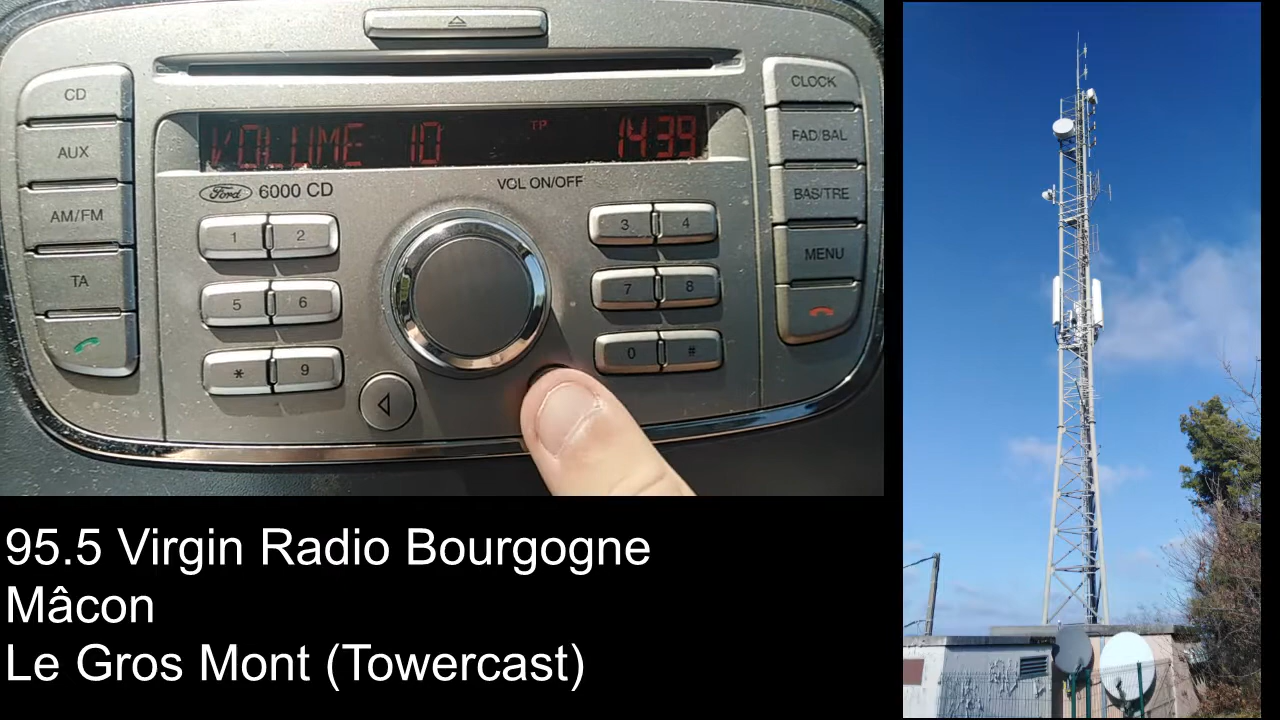 CD
AUX
AM/FM
TA
VOLUME 10 TP 14:39
Ford 6000 CD
VOL ON/OFF
1 2
3 4
5 6
7 8
* 9
0 #
CLOCK
FAD/BAL
BAS/TRE
MENU
95.5 Virgin Radio Bourgogne
Mâcon
Le Gros Mont (Towercast)